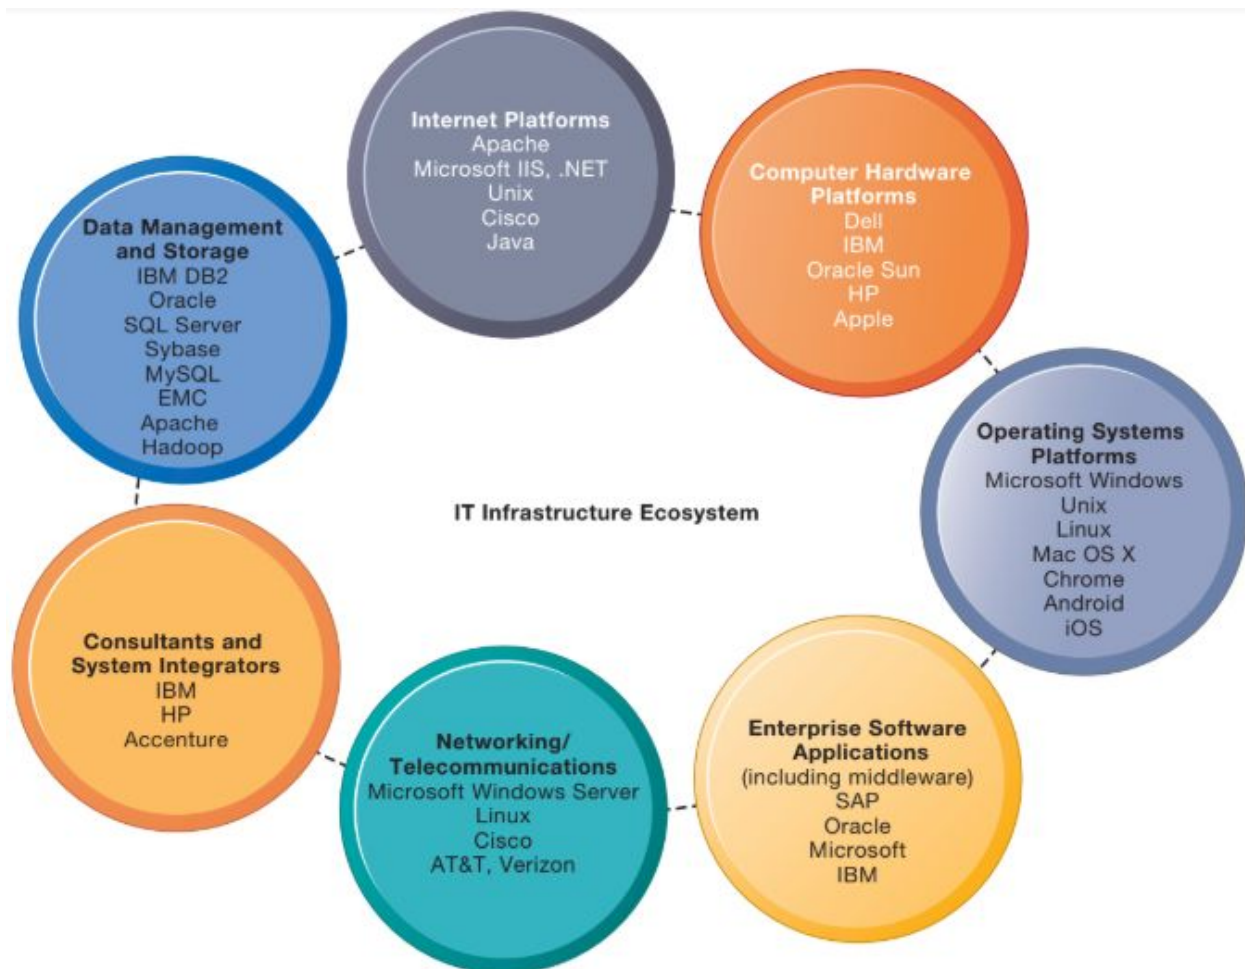 Internet Platforms
Apache
Microsoft IIS, .NET
Unix
Cisco
Java
Computer Hardware
Platforms
Dell
IBM
Oracle Sun
HP
Apple
Operating Systems
Platforms
Microsoft Windows
Unix
Linux
Mac OS X
Chrome
Android
iOS
Enterprise Software
Applications
(including middleware)
SAP
Oracle
Microsoft
IBM
Networking/
Telecommunications
Microsoft Windows Server
Linux
Cisco
AT&T, Verizon
Consultants and
System Integrators
IBM
HP
Accenture
Data Management
and Storage
IBM DB2
Oracle
SQL Server
Sybase
MySQL
EMC
Apache
Hadoop
IT Infrastructure Ecosystem